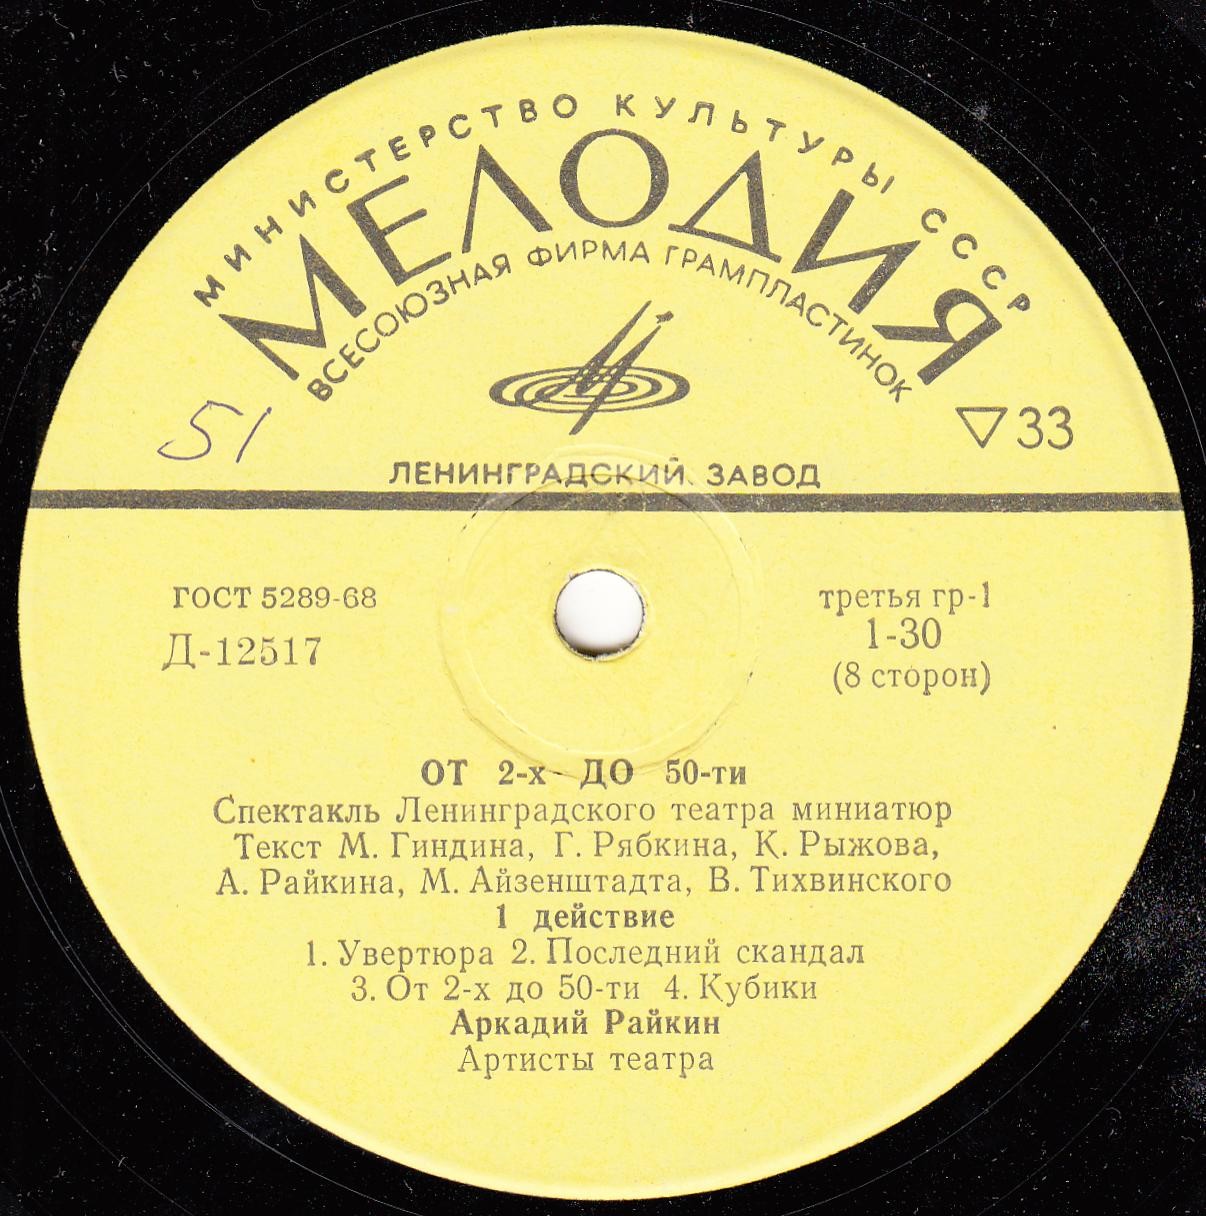 МИНИСТЕРСТВО КУЛЬТУРЫ СССР
МЕЛОДИЯ
ВСЕСОЮЗНАЯ ФИРМА ГРАМПЛАСТИНОК
51
33
ЛЕНИНГРАДСКИЙ ЗАВОД
ГОСТ 5289-68
Д-12517
третья гр-1
1-30
(8 сторон)
ОТ 2-х ДО 50-ти
Спектакль Ленинградского театра миниатюр
Текст М. Гиндина, Г. Рябкина, К. Рыжова,
А. Райкина, М. Айзенштадта, В. Тихвинского
1 действие
1. Увертюра 2. Последний скандал
3. От 2-х до 50-ти 4. Кубики
Аркадий Райкин
Артисты театра